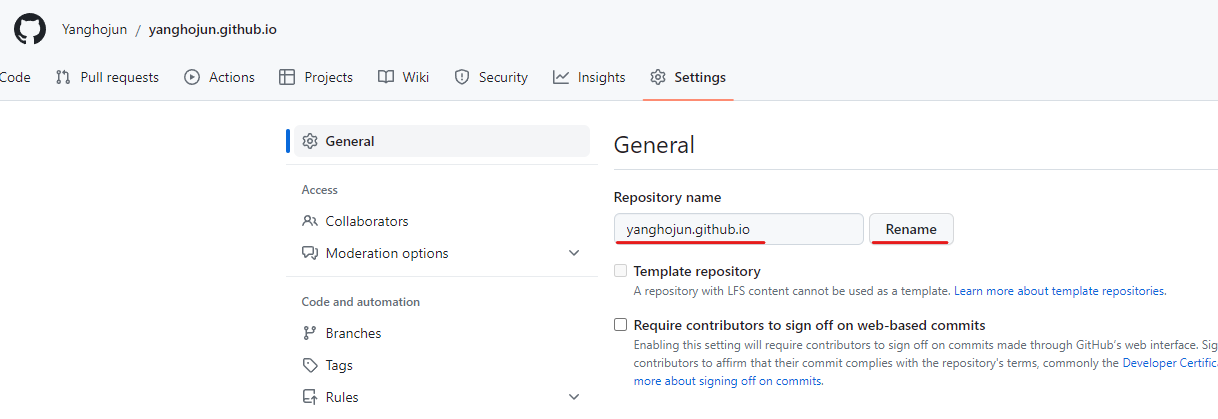 Yanghojun / yanghojun.github.io
Code Pull requests Actions Projects Wiki Security Insights Settings
General
Access
Collaborators
Moderation options
Code and automation
Branches
Tags
Rules
General
Repository name
yanghojun.github.io Rename
Template repository
A repository with LFS content cannot be used as a template. Learn more about template repositories.
Require contributors to sign off on web-based commits
Enabling this setting will require contributors to sign off on commits made through GitHub's web interface. Sig
contributors to affirm that their commit complies with the repository's terms, commonly the Developer Certific
more about signing off on commits.